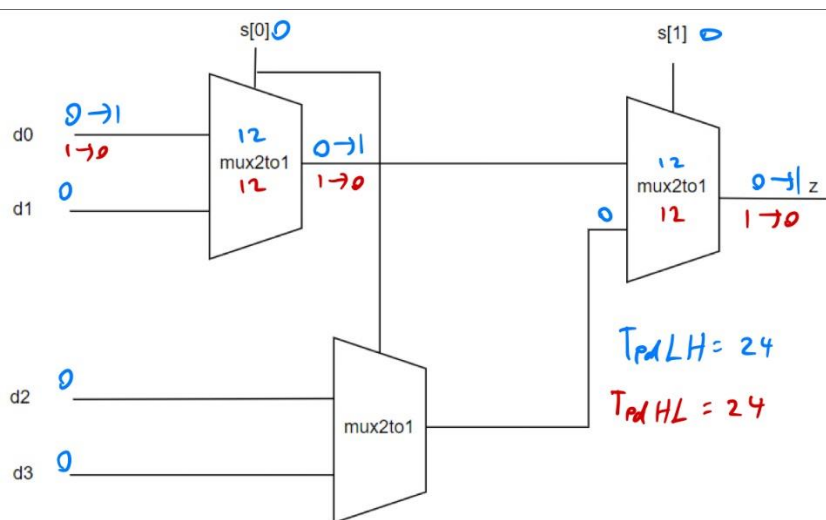 s[0] 0
s[1] 0
d0 0→1
1→0
d1 0
12
mux2to1
12
0→1
1→0
12
mux2to1
12
0
0→1 z
1→0
d2 0
d3 0
mux2to1
TpdLH = 24
TpdHL = 24